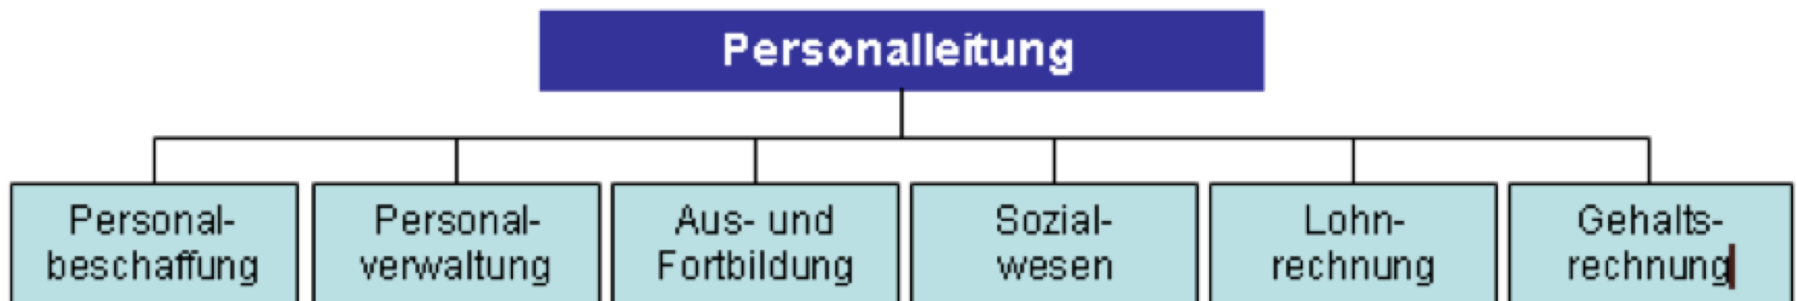 Personalleitung
Personal-
beschaffung
Personal-
verwaltung
Aus- und
Fortbildung
Sozial-
wesen
Lohn-
rechnung
Gehalts-
rechnung